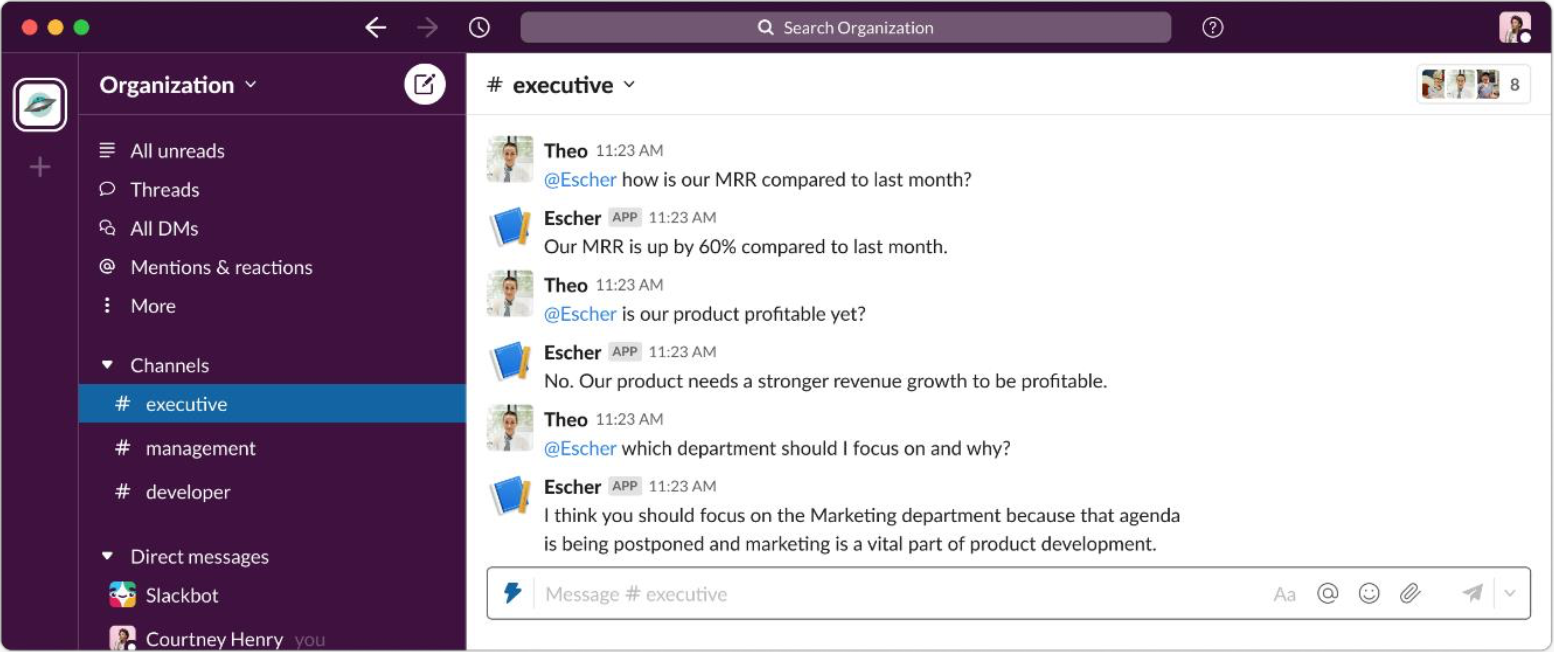 Search Organization
Organization
All unreads
Threads
All DMs
Mentions & reactions
More
Channels
# executive
# management
# developer
Direct messages
Slackbot
Courtney Henry you
# executive
8
Theo 11:23 AM
@Escher how is our MRR compared to last month?
Escher APP 11:23 AM
Our MRR is up by 60% compared to last month.
Theo 11:23 AM
@Escher is our product profitable yet?
Escher APP 11:23 AM
No. Our product needs a stronger revenue growth to be profitable.
Theo 11:23 AM
@Escher which department should I focus on and why?
Escher APP 11:23 AM
I think you should focus on the Marketing department because that agenda
is being postponed and marketing is a vital part of product development.
Message # executive
Aa